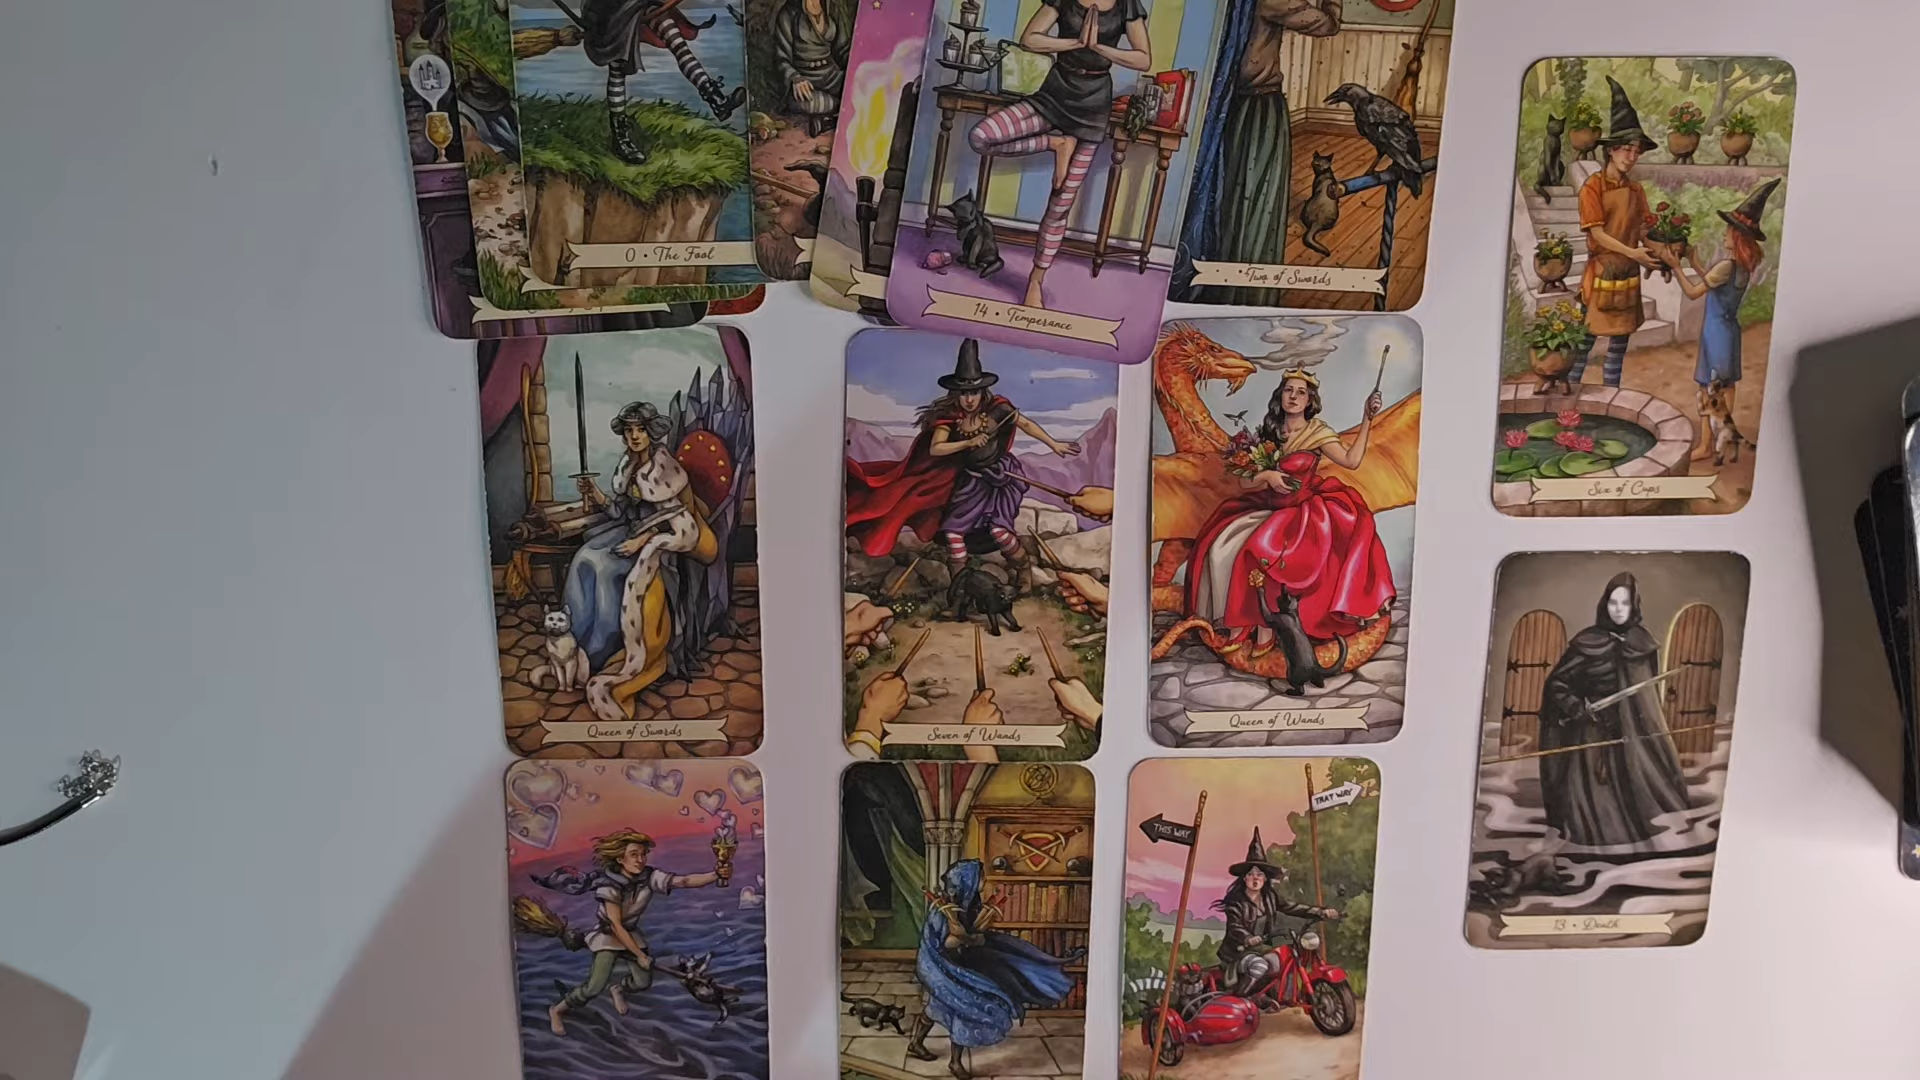 0 • The Fool
14 • Temperance
Two of Swords
Six of Cups
Queen of Swords
Seven of Wands
Queen of Wands
THIS WAY
THAT WAY
13 • Death